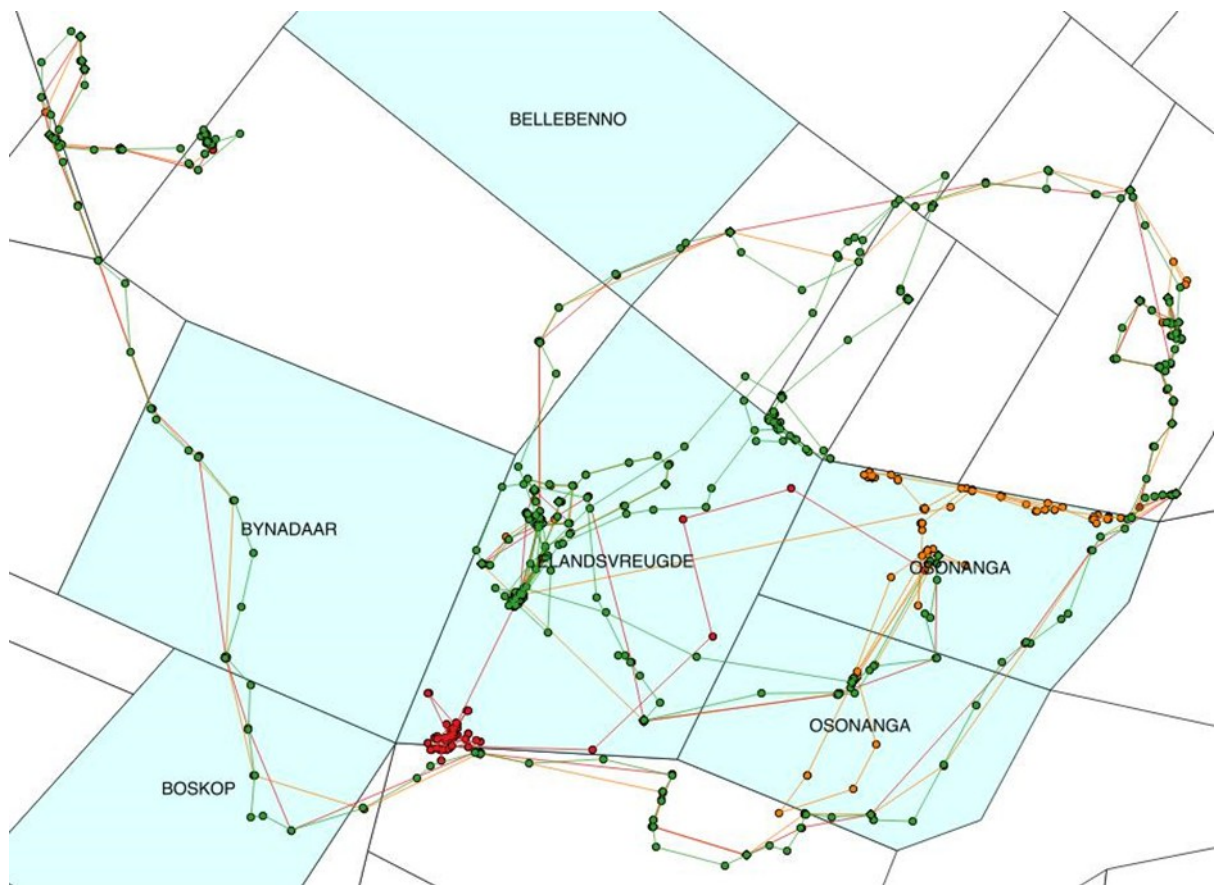 BELLEBENNO
BYNADAAR
ELANDSVREUGDE
OSONANGA
OSONANGA
BOSKOP